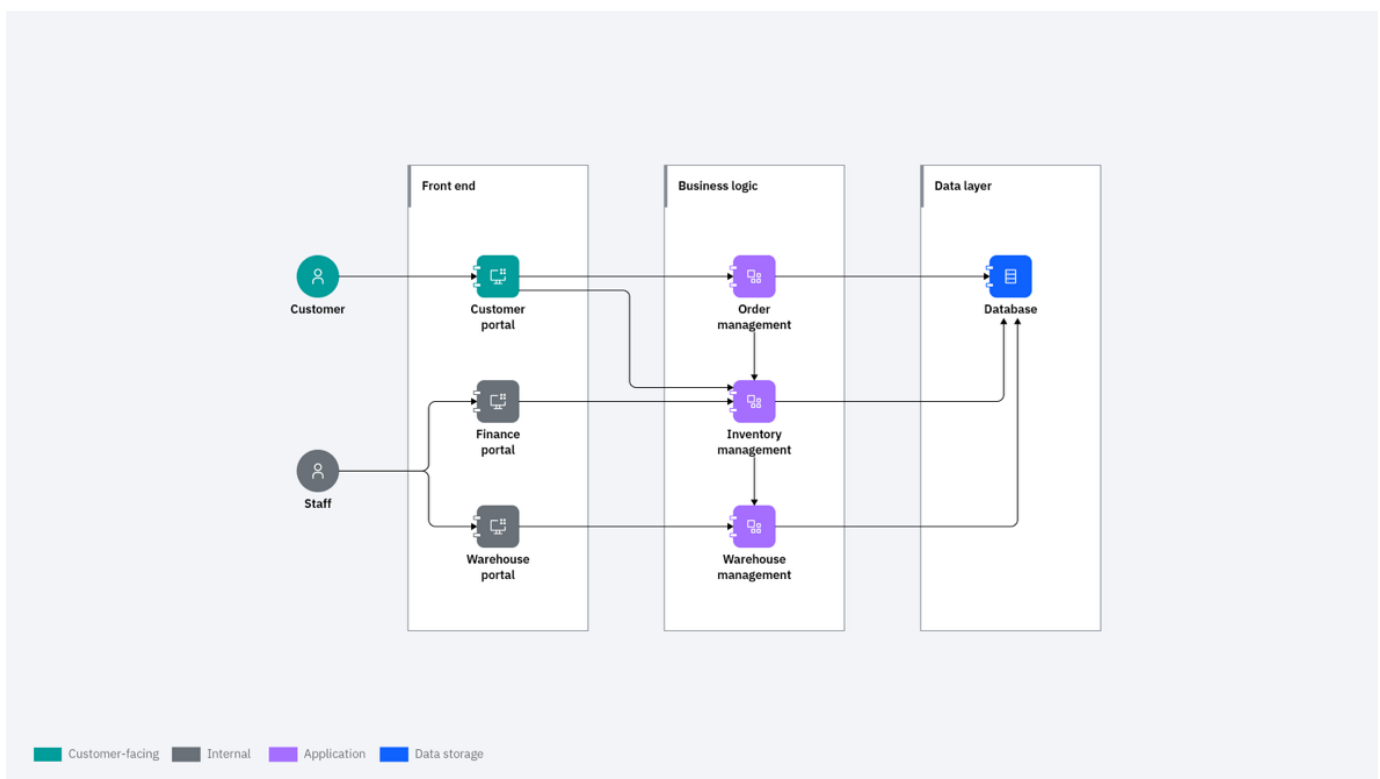 Front end
Business logic
Data layer
Customer
Customer
portal
Order
management
Database
Finance
portal
Inventory
management
Staff
Warehouse
portal
Warehouse
management
Customer-facing
Internal
Application
Data storage